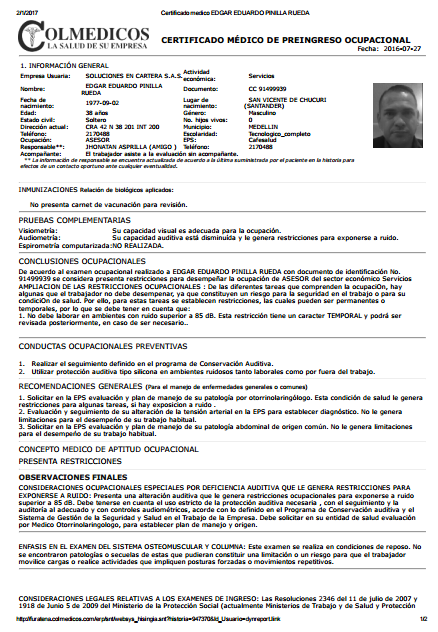 2/1/2017 Certificado medico EDGAR EDUARDO PINILLA RUEDA
COLMEDICOS
LA SALUD DE SU EMPRESA
CERTIFICADO MÉDICO DE PREINGRESO OCUPACIONAL
Fecha: 2016-07-27
1. INFORMACIÓN GENERAL
Empresa Usuaria: SOLUCIONES EN CARTERA S.A.S. Actividad económica: Servicios
Nombre: EDGAR EDUARDO PINILLA RUEDA Documento: CC 91499939
Fecha de nacimiento: 1977-09-02 Lugar de nacimiento: SAN VICENTE DE CHUCURI (SANTANDER)
Edad: 38 años Género: Masculino
Estado civil: Soltero No. hijos vivos: 0
Dirección actual: CRA 42 N 38 201 INT 200 Municipio: MEDELLIN
Teléfono: 2170488 Escolaridad: Tecnologico_completo
Ocupación: ASESOR EPS: Cafesalud
Responsable**: JHONATAN ASPRILLA (AMIGO ) Teléfono: 2170488
Acompañante: El trabajador asiste a la evaluación sin acompañante.
** La información de responsable se encuentra actualizada de acuerdo a la última suministrada por el paciente en la historia para
efectos de un contacto oportuno ante cualquier eventualidad.
INMUNIZACIONES Relación de biológicos aplicados:
No presenta carnet de vacunación para revisión.
PRUEBAS COMPLEMENTARIAS
Visiometría: Su capacidad visual es adecuada para la ocupación.
Audiometría: Su capacidad auditiva está disminuida y le genera restricciones para exponerse a ruido.
Espirometría computarizada: NO REALIZADA.
CONCLUSIONES OCUPACIONALES
De acuerdo al examen ocupacional realizado a EDGAR EDUARDO PINILLA RUEDA con documento de identificación No.
91499939 se considera presenta restricciones para desempeñar la ocupación de ASESOR del sector económico Servicios
AMPLIACION DE LAS RESTRICCIONES OCUPACIONALES : De las diferentes tareas que comprenden la ocupaciÓn, hay
algunas que el trabajador no debe desempenar, ya que constituyen un riesgo para la seguridad en el trabajo o para su
condiciÓn de salud. Por ello, para estas tareas se establecen restricciones, las cuales pueden ser permanentes o
temporales, por lo que se debe tener en cuenta que:
1. No debe laborar en ambientes con ruido superior a 85 dB. Esta restricción tiene un caracter TEMPORAL y podrá ser
revisada posteriormente, en caso de ser necesario..
CONDUCTAS OCUPACIONALES PREVENTIVAS
1. Realizar el seguimiento definido en el programa de Conservación Auditiva.
2. Utilizar protección auditiva tipo silicona en ambientes ruidosos tanto laborales como por fuera del trabajo.
RECOMENDACIONES GENERALES (Para el manejo de enfermedades generales o comunes)
1. Solicitar en la EPS evaluación y plan de manejo de su patología por otorrinolaringólogo. Esta condición de salud le genera
restricciones para algunas tareas, si hay exposicion a ruido .
2. Evaluación y seguimiento de su alteración de la tensión arterial en la EPS para establecer diagnóstico. No le genera
limitaciones para el desempeño de su trabajo habitual.
3. Solicitar en la EPS evaluación y plan de manejo de su patología abdominal de origen común. No le genera limitaciones
para el desempeño de su trabajo habitual.
CONCEPTO MEDICO DE APTITUD OCUPACIONAL
PRESENTA RESTRICCIONES
OBSERVACIONES FINALES
CONSIDERACIONES OCUPACIONALES ESPECIALES POR DEFICIENCIA AUDITIVA QUE LE GENERA RESTRICCIONES PARA
EXPONERSE A RUIDO: Presenta una alteración auditiva que le genera restricciones ocupacionales para exponerse a ruido
superior a 85 dB. Debe tenerse en cuenta el uso estricto de la protección auditiva necesaria , con el seguimiento y la
auditoría al adecuado y con controles audiométricos, acorde con lo definido en el Programa de Conservación auditiva y el
Sistema de Gestión de la Seguridad y Salud en el Trabajo de la Empresa. Debe solicitar en su entidad de salud evaluación
por Medico Otorrinolaringologo, para establecer plan de manejo y origen.
ENFASIS EN EL EXAMEN DEL SISTEMA OSTEOMUSCULAR Y COLUMNA: Este examen se realiza en condiciones de reposo. No
se encontraron patologías o secuelas de estas que pudieran constituir una limitación o un riesgo para que el trabajador
movilice cargas o realice actividades que impliquen posturas forzadas o movimientos repetitivos.
CONSIDERACIONES LEGALES RELATIVAS A LOS EXAMENES DE INGRESO: Las Resoluciones 2346 del 11 de julio de 2007 y
1918 de Junio 5 de 2009 del Ministerio de la Protección Social (actualmente Ministerios de Trabajo y de Salud y Protección
1/2